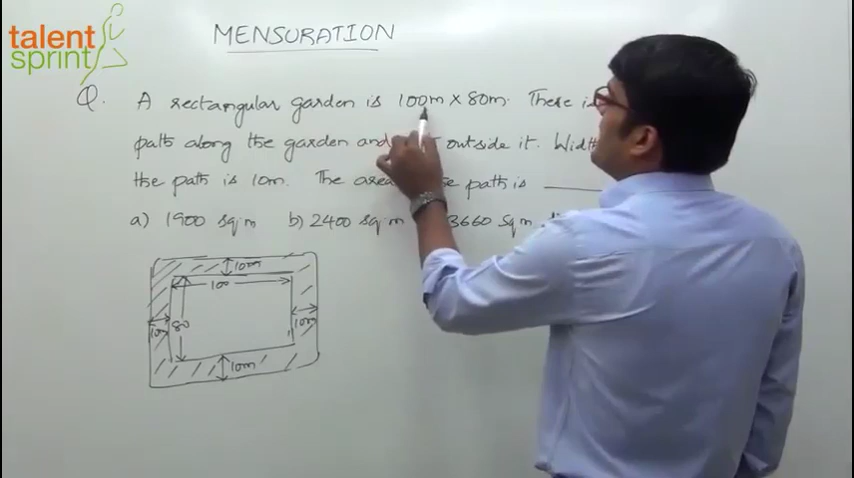 talent
sprint
MENSURATION
Q. A rectangular garden is 100m x 80m. There is
path along the garden and outside it. Width
the path is 10m. The area path is
a) 1900 sq.m b) 2400 sq.m 3660 sq.m
10m
100
10m
80
10m
10m